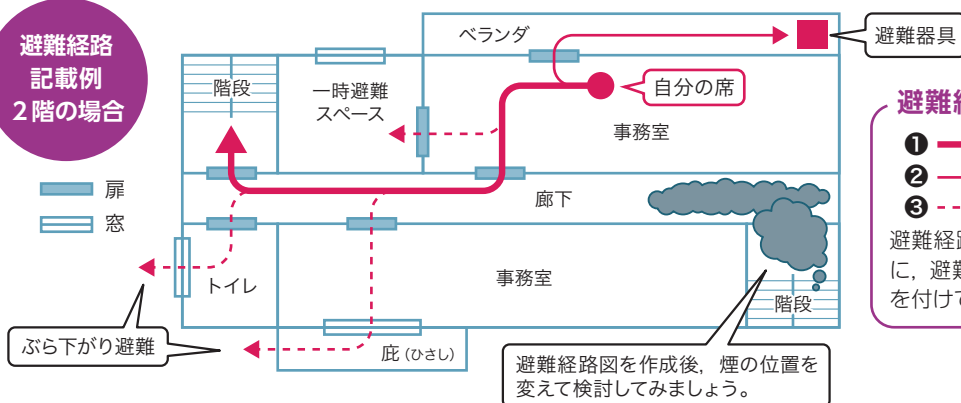 避難経路
記載例
2階の場合
扉
窓
階段
一時避難
スペース
ベランダ
自分の席
事務室
避難器具
廊下
トイレ
事務室
階段
ぶら下がり避難
庇(ひさし)
避難経路図を作成後，煙の位置を
変えて検討してみましょう。
避難
❶
❷
❸
避難経路
に，避難
を付けて